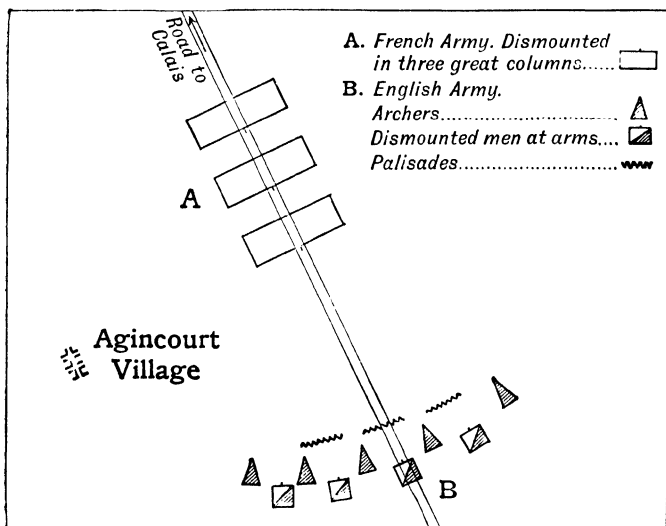 Road to
Calais
A. French Army. Dismounted
in three great columns......
B. English Army.
Archers........................
Dismounted men at arms....
Palisades.......................
A
Agincourt
Village
B